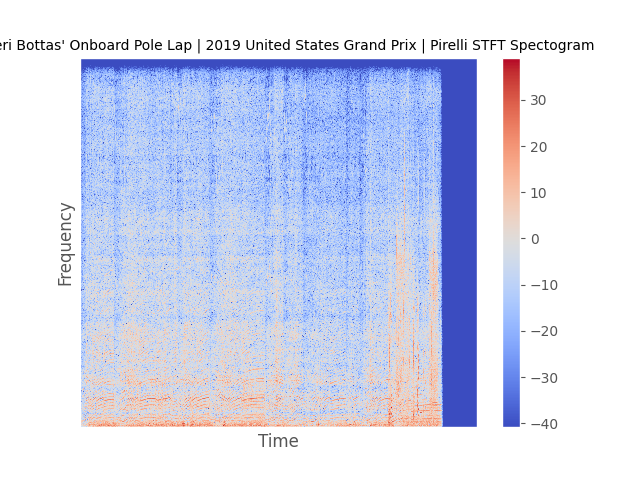 eri Bottas' Onboard Pole Lap | 2019 United States Grand Prix | Pirelli STFT Spectogram
Frequency
Time
30
20
10
0
−10
−20
−30
−40